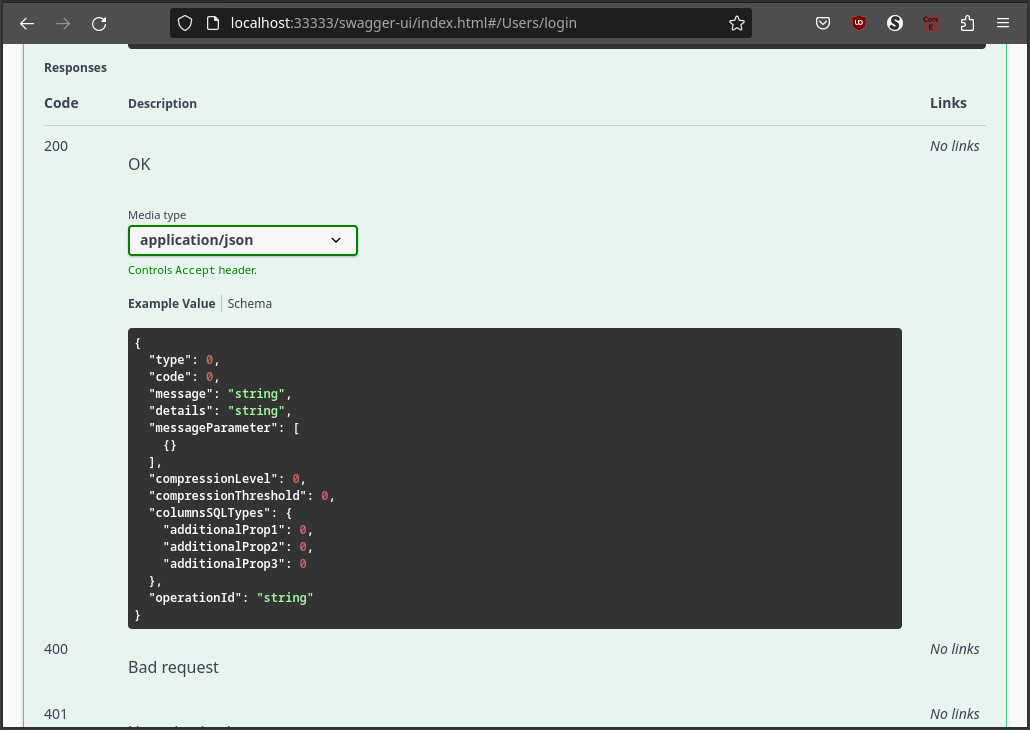 localhost:33333/swagger-ui/index.html#/Users/login
Responses
Code Description Links
200 No links
OK
Media type
application/json
Controls Accept header.
Example Value Schema
{
"type": 0,
"code": 0,
"message": "string",
"details": "string",
"messageParameter": [
{}
],
"compressionLevel": 0,
"compressionThreshold": 0,
"columnsSQLTypes": {
"additionalProp1": 0,
"additionalProp2": 0,
"additionalProp3": 0
},
"operationId": "string"
}
400 No links
Bad request
401 No links